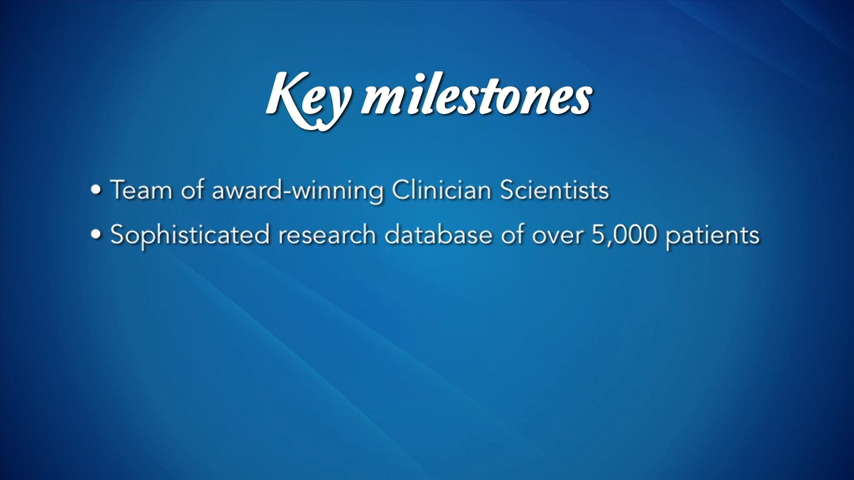 Key milestones
• Team of award-winning Clinician Scientists
• Sophisticated research database of over 5,000 patients